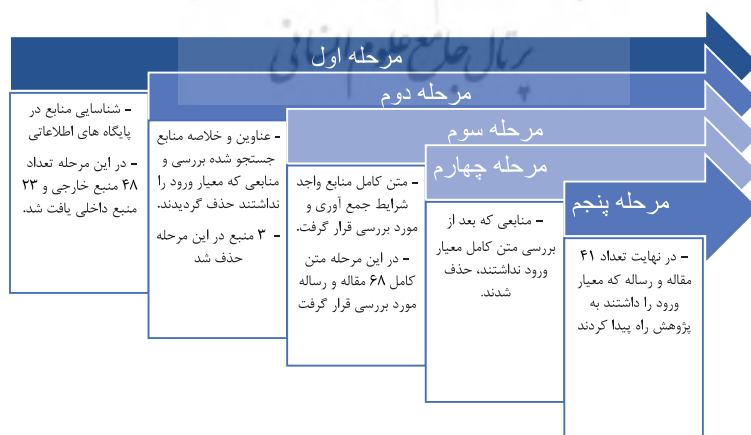 پرتال جامع علوم انسانی
مرحله اول
– شناسایی منابع در
پایگاه های اطلاعاتی
– در این مرحله تعداد
۴۸ منبع خارجی و ۲۳
منبع داخلی یافت شد.
مرحله دوم
– عناوین و خلاصه منابع
جستجو شده بررسی و
منابعی که معیار ورود را
نداشتند حذف گردیدند.
– ۳ منبع در این مرحله
حذف شد
مرحله سوم
– متن کامل منابع واجد
شرایط جمع آوری و
مورد بررسی قرار گرفت.
– در این مرحله متن
کامل ۶۸ مقاله و رساله
مورد بررسی قرار گرفت
مرحله چهارم
– منابعی که بعد از
بررسی متن کامل معیار
ورود نداشتند، حذف
شدند.
مرحله پنجم
– در نهایت تعداد ۴۱
مقاله و رساله که معیار
ورود را داشتند به
پژوهش راه پیدا کردند